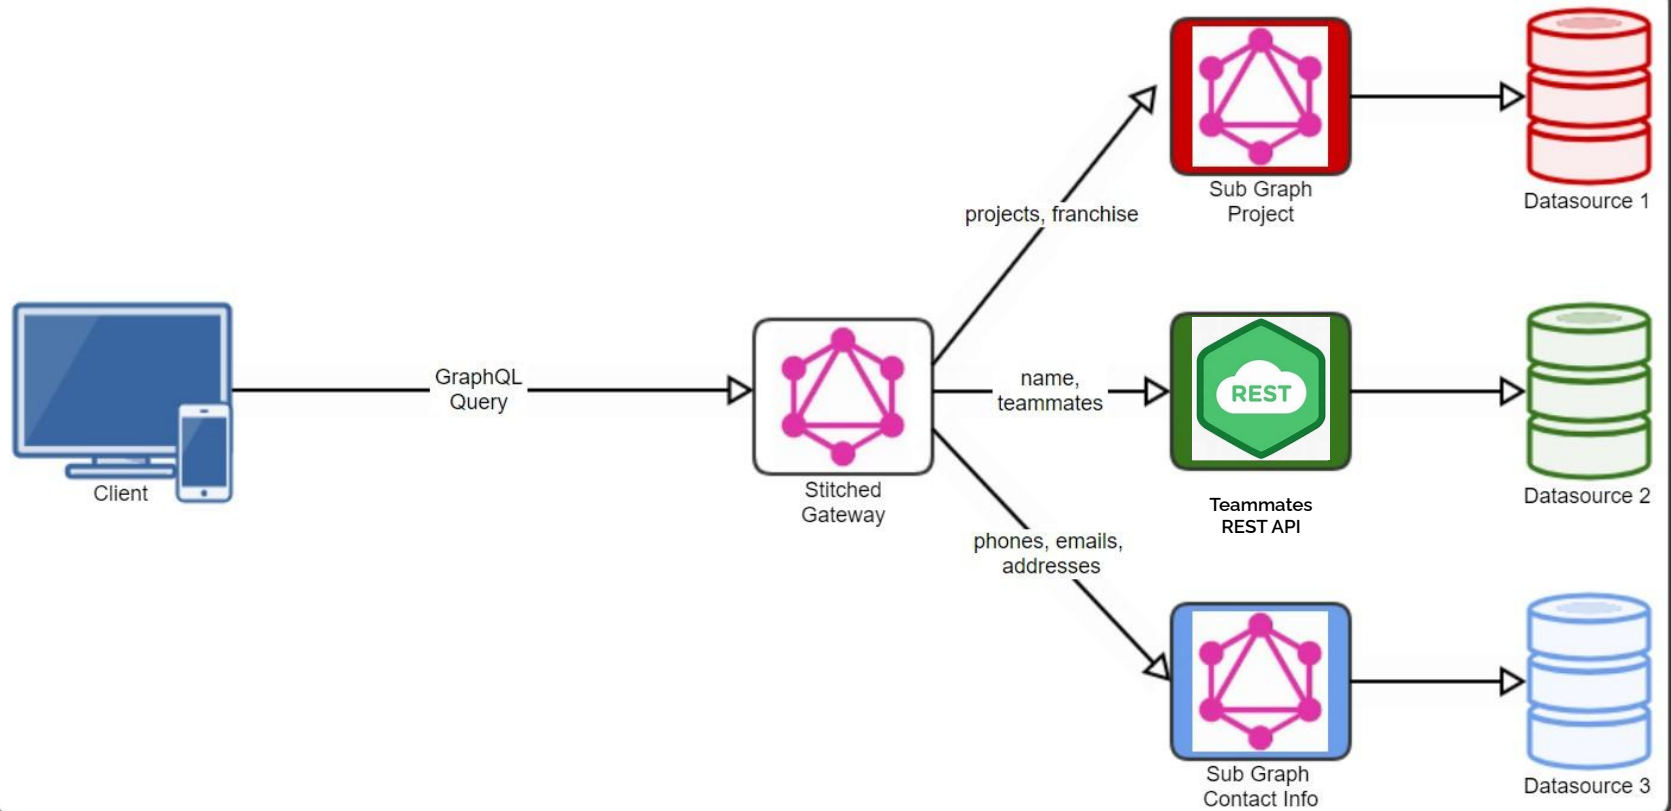 Sub Graph
Project
Datasource 1
projects, franchise
GraphQL
Query
Client
Stitched
Gateway
name,
teammates
REST
Teammates
REST API
Datasource 2
phones, emails,
addresses
Sub Graph
Contact Info
Datasource 3